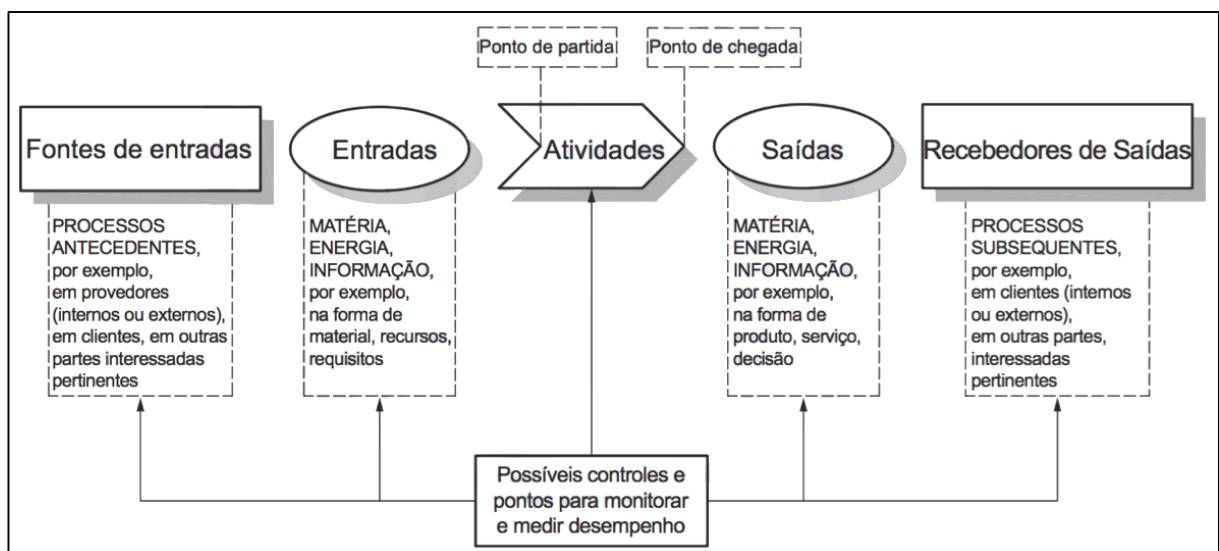 Ponto de partida
Ponto de chegada
Fontes de entradas
Entradas
Atividades
Saídas
Recebedores de Saídas
PROCESSOS
ANTECEDENTES,
por exemplo,
em provedores
(internos ou externos),
em clientes, em outras
partes interessadas
pertinentes
MATÉRIA,
ENERGIA,
INFORMAÇÃO,
por exemplo,
na forma de
material, recursos,
requisitos
MATÉRIA,
ENERGIA,
INFORMAÇÃO,
por exemplo,
na forma de
produto, serviço,
decisão
PROCESSOS
SUBSEQUENTES,
por exemplo,
em clientes (internos
ou externos),
em outras partes,
interessadas
pertinentes
Possíveis controles e
pontos para monitorar
e medir desempenho